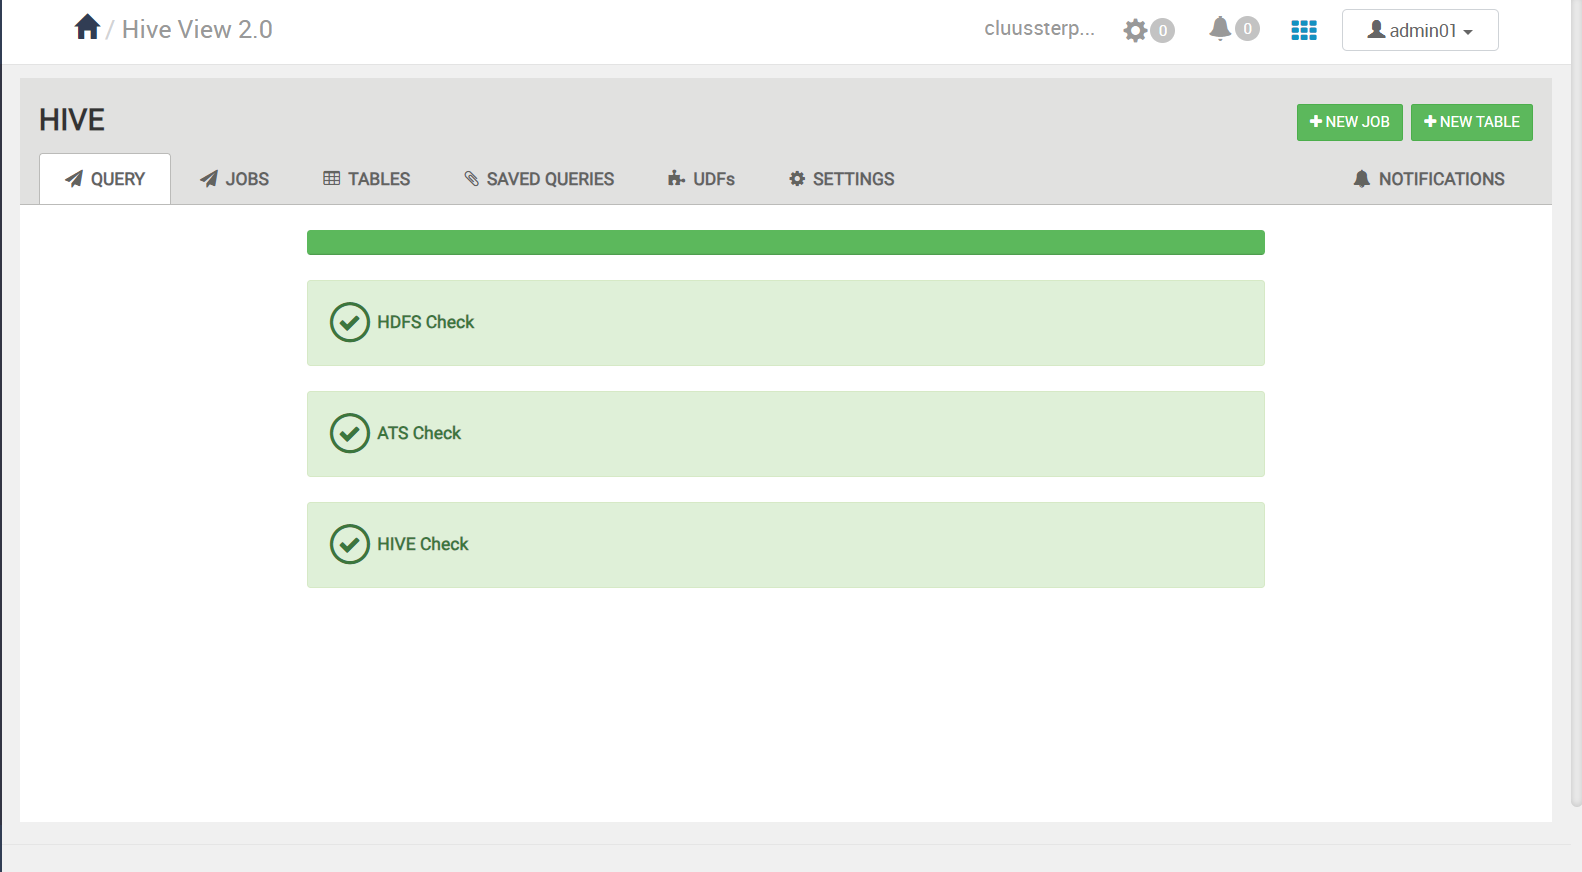 / Hive View 2.0
cluussterp... 0 0 admin01
HIVE
NEW JOB NEW TABLE
QUERY JOBS TABLES SAVED QUERIES UDFs SETTINGS NOTIFICATIONS
HDFS Check
ATS Check
HIVE Check